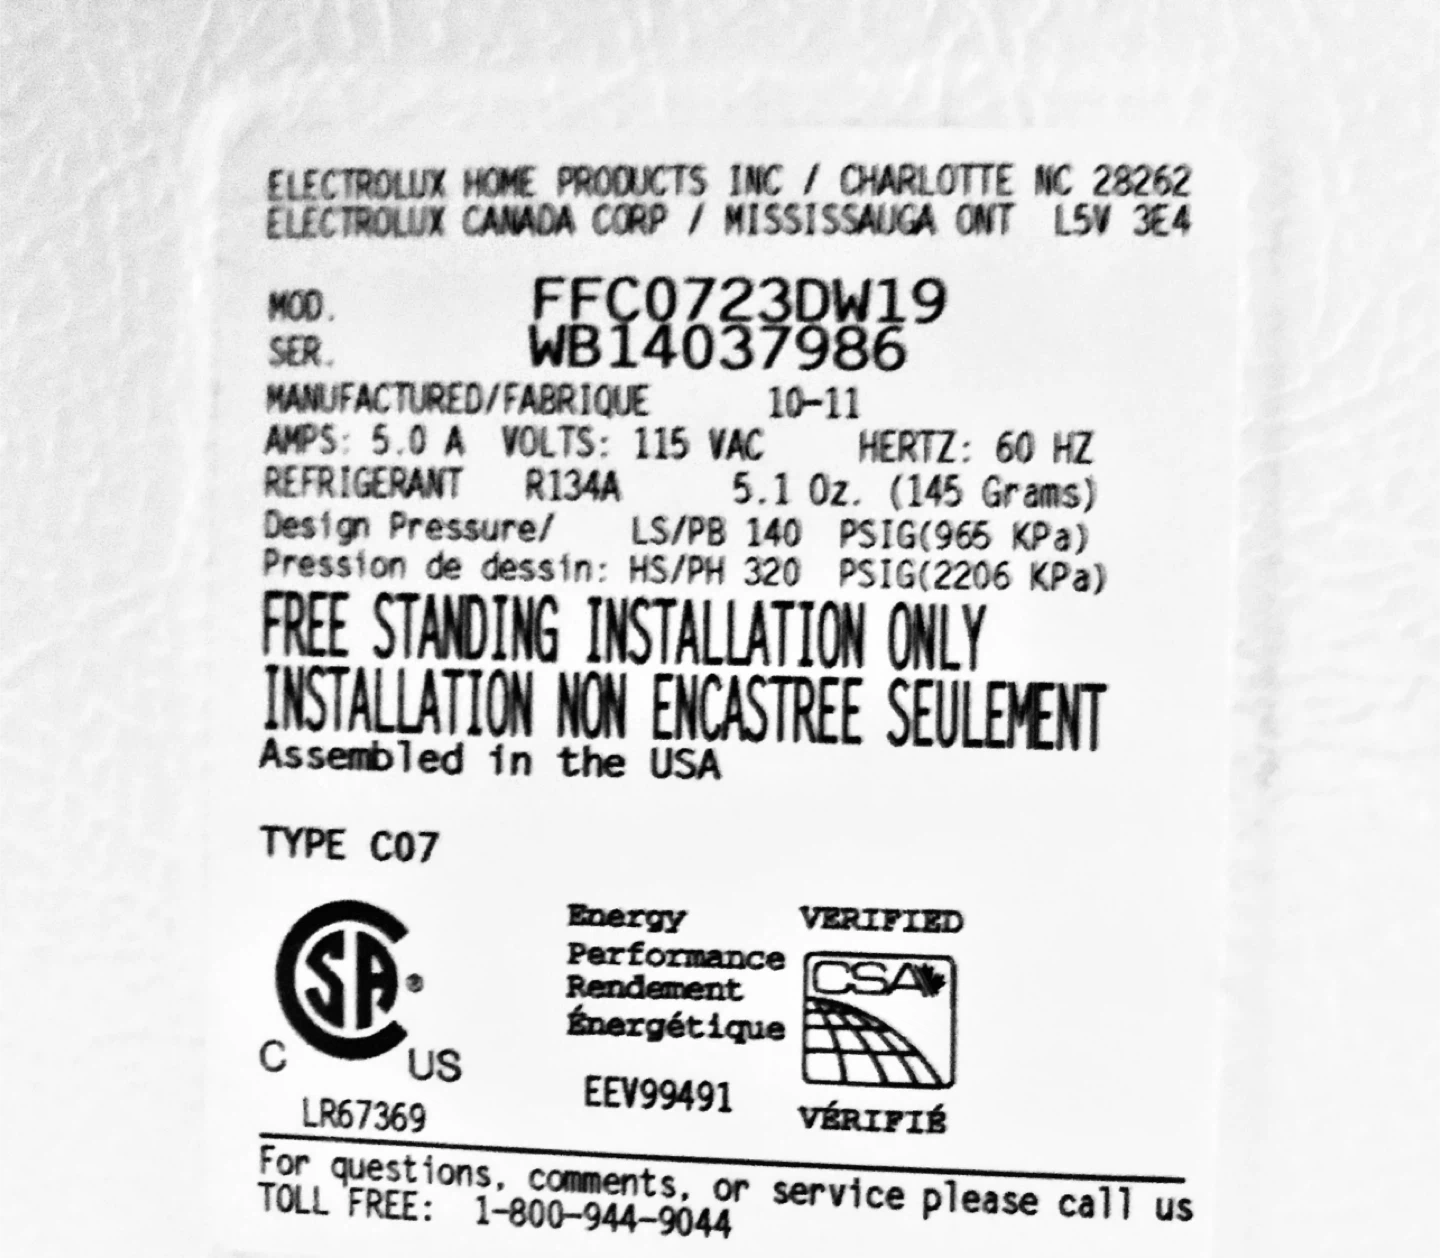 ELECTROLUX HOME PRODUCTS INC / CHARLOTTE NC 28262
ELECTROLUX CANADA CORP / MISSISSAUGA ONT L5V 3E4
MOD. FFC0723DW19
SER. WB14037986
MANUFACTURED/FABRIQUE 10-11
AMPS: 5.0 A VOLTS: 115 VAC HERTZ: 60 HZ
REFRIGERANT R134A 5.1 Oz. (145 Grams)
Design Pressure/ LS/PB 140 PSIG(965 KPa)
Pression de dessin: HS/PH 320 PSIG(2206 KPa)
FREE STANDING INSTALLATION ONLY
INSTALLATION NON ENCASTREE SEULEMENT
Assembled in the USA
TYPE C07
CSA®
C US
LR67369
Energy
Performance
Rendement
Énergétique
EEV99491
VERIFIED
CSA
VÉRIFIÉ
For questions, comments, or service please call us
TOLL FREE: 1-800-944-9044